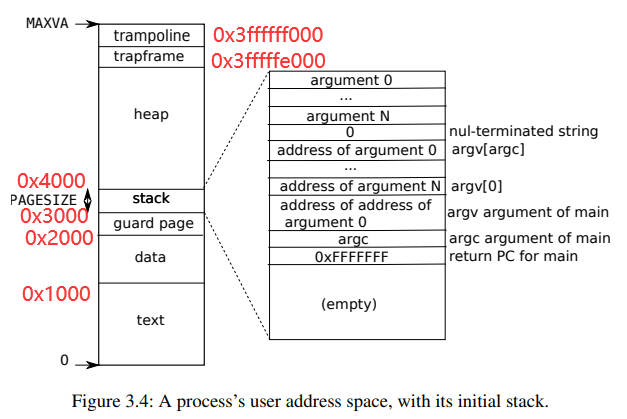 MAXVA
trampoline
0x3ffffff000
trapframe
0x3fffffe000
heap
0x4000
PAGESIZE
stack
0x3000
guard page
0x2000
data
0x1000
text
0
argument 0
...
argument N
0
nul-terminated string
address of argument 0
argv[argc]
...
address of argument N
argv[0]
address of address of
argument 0
argv argument of main
argc
argc argument of main
0xFFFFFFF
return PC for main
(empty)
Figure 3.4: A process's user address space, with its initial stack.